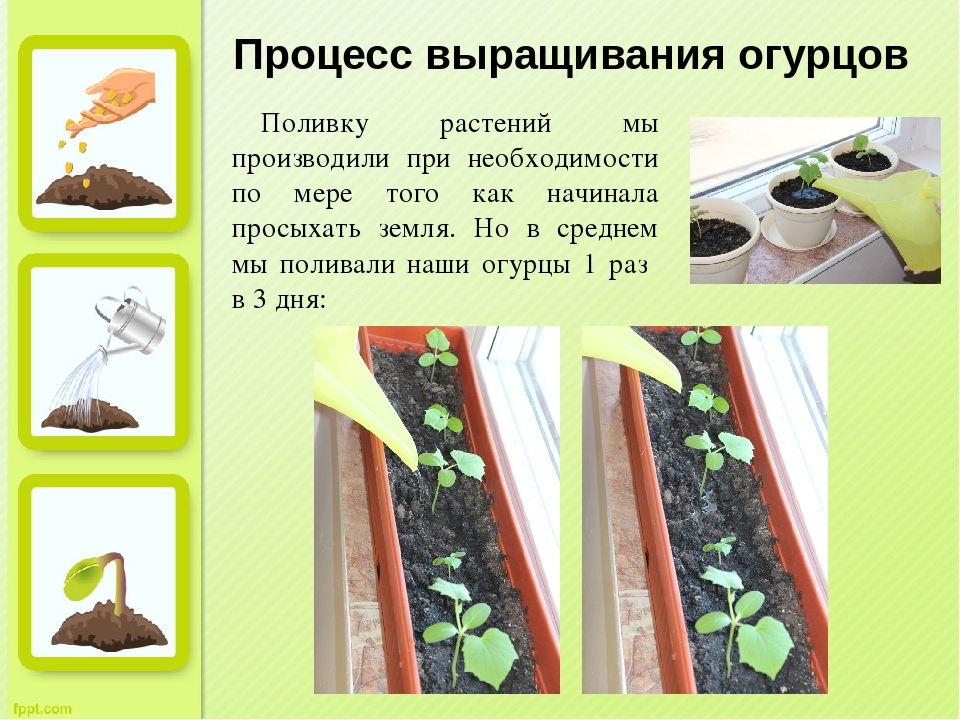 Процесс выращивания огурцов
Поливку растений мы
производили при необходимости
по мере того как начинала
просыхать земля. Но в среднем
мы поливали наши огурцы 1 раз
в 3 дня:
fppt.com